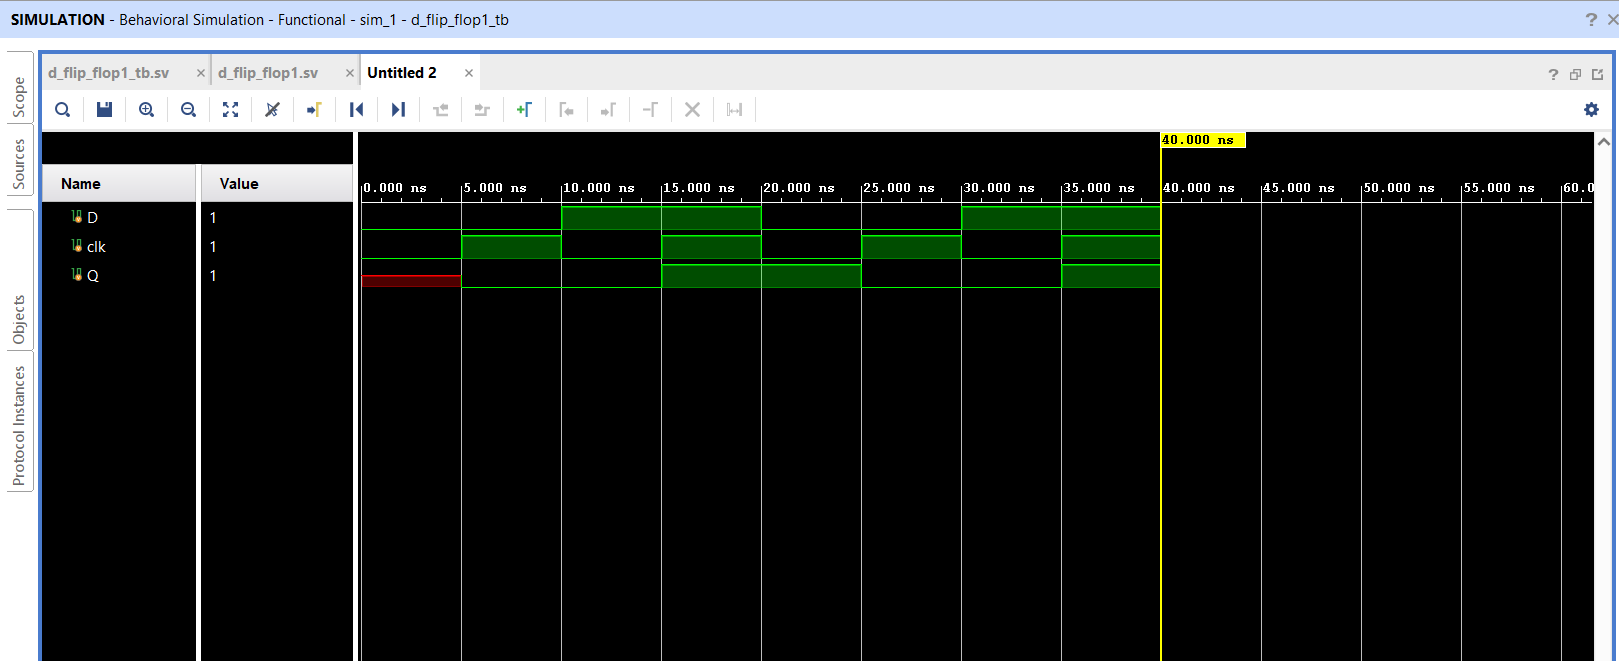 SIMULATION - Behavioral Simulation - Functional - sim_1 - d_flip_flop1_tb
d_flip_flop1_tb.sv
d_flip_flop1.sv
Untitled 2
Scope
Sources
Objects
Protocol Instances
40.000 ns
Name
Value
0.000 ns
5.000 ns
10.000 ns
15.000 ns
20.000 ns
25.000 ns
30.000 ns
35.000 ns
40.000 ns
45.000 ns
50.000 ns
55.000 ns
60.0
D 1
clk 1
Q 1